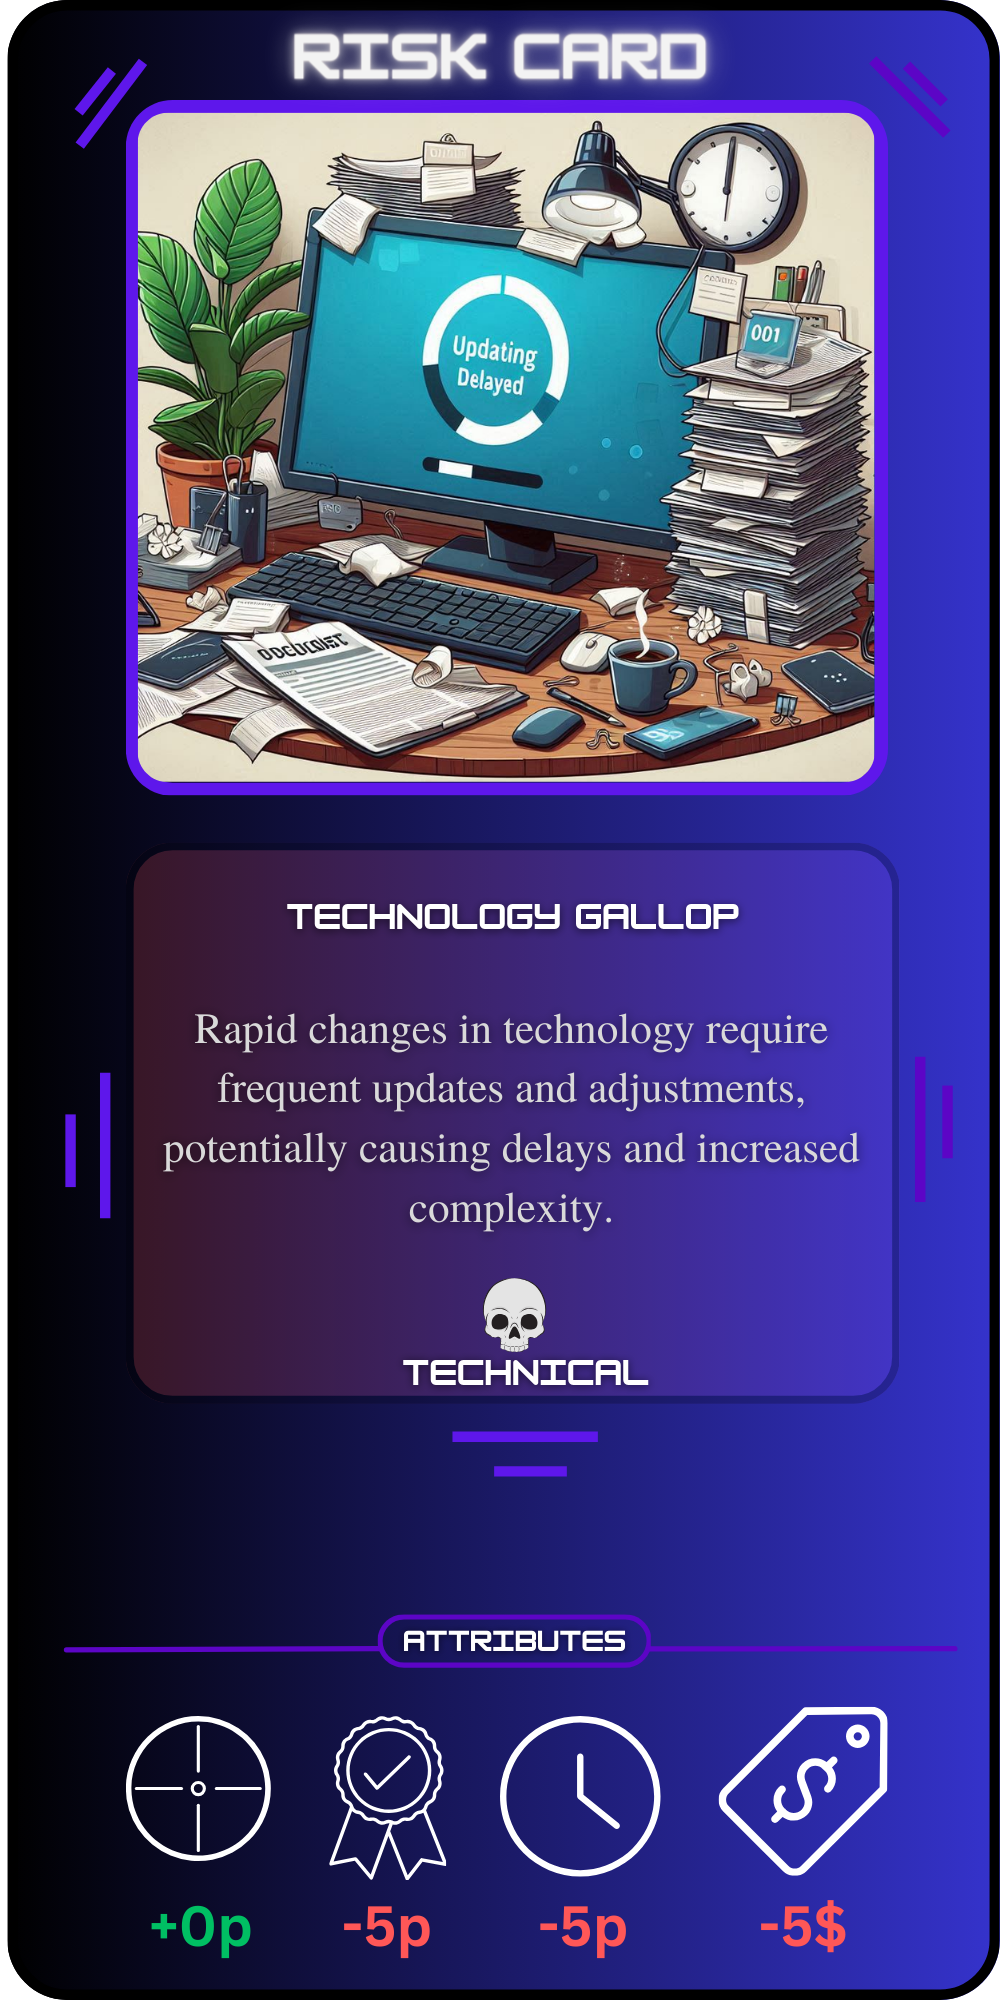 RISK CARD
Updating
Delayed
001
TECHNOLOGY GALLOP
Rapid changes in technology require
frequent updates and adjustments,
potentially causing delays and increased
complexity.
TECHNICAL
ATTRIBUTES
+0p -5p -5p -5$